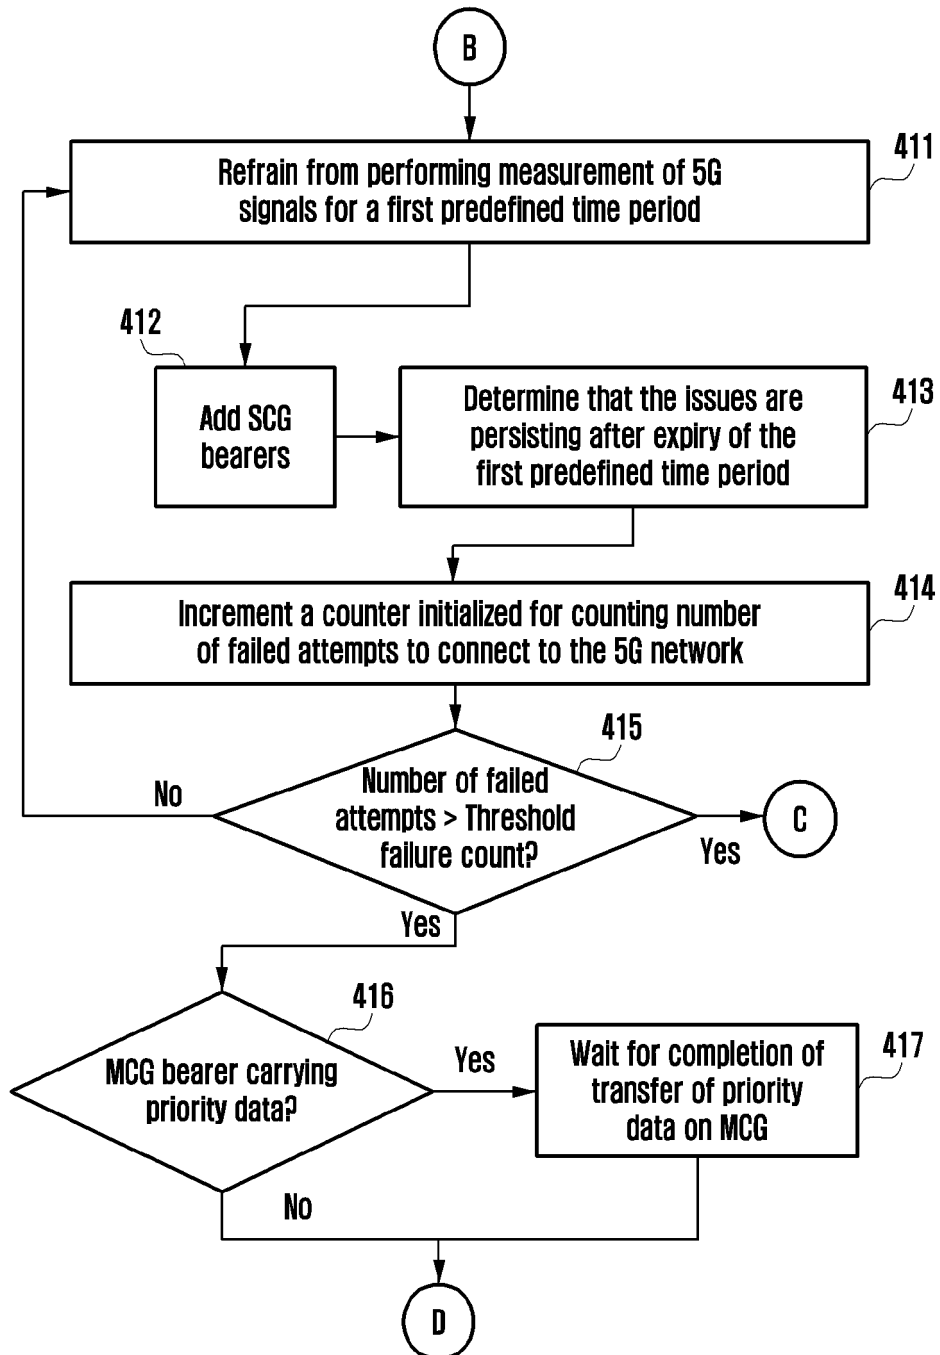 B
411
Refrain from performing measurement of 5G
signals for a first predefined time period
412
Add SCG
bearers
413
Determine that the issues are
persisting after expiry of the
first predefined time period
414
Increment a counter initialized for counting number
of failed attempts to connect to the 5G network
415
Number of failed
attempts > Threshold
failure count?
No
Yes
C
Yes
416
MCG bearer carrying
priority data?
Yes
417
Wait for completion of
transfer of priority
data on MCG
No
D